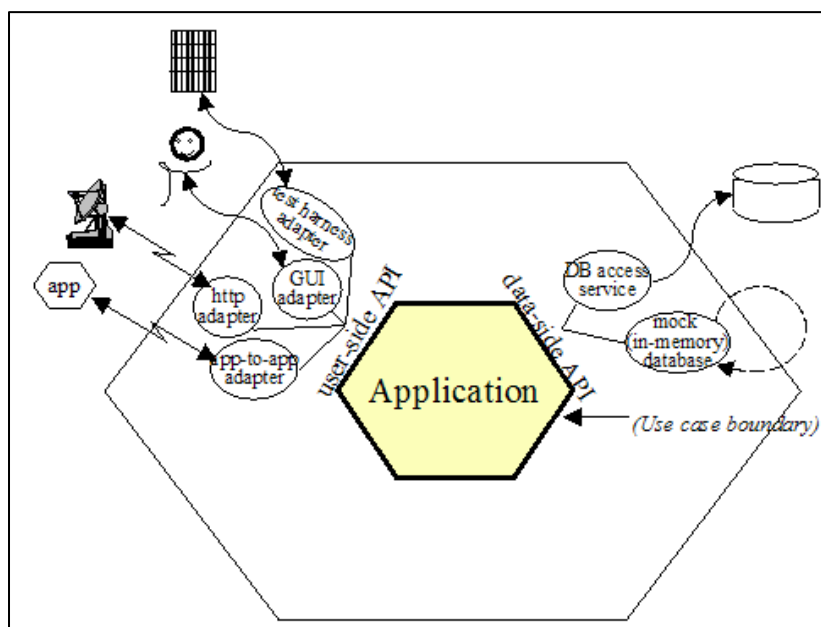 test harness
adapter
GUI
adapter
http
adapter
app
app-to-app
adapter
user-side API
Application
data-side API
DB access
service
mock
(in-memory)
database
(Use case boundary)